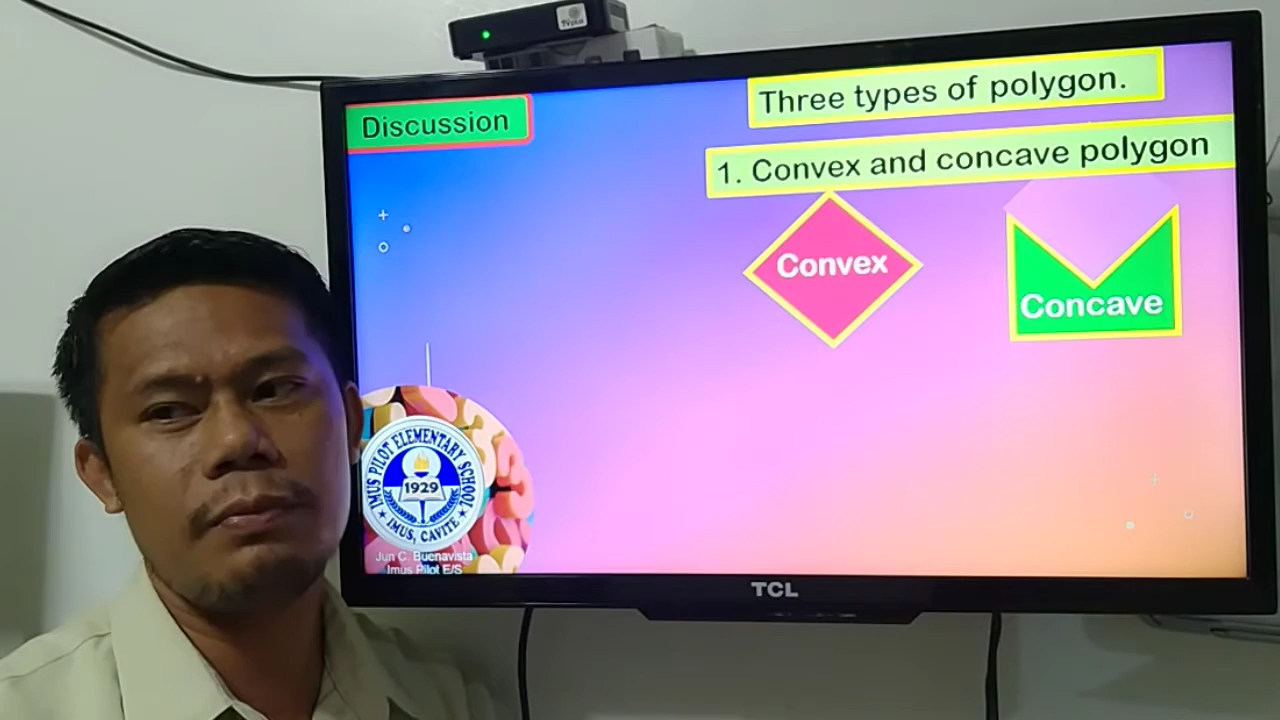 TVplus
Discussion
Three types of polygon.
1. Convex and concave polygon
Convex
Concave
IMUS PILOT ELEMENTARY SCHOOL
1929
★ IMUS, CAVITE ★
Jun C. Buenavista
Imus Pilot E/S
TCL